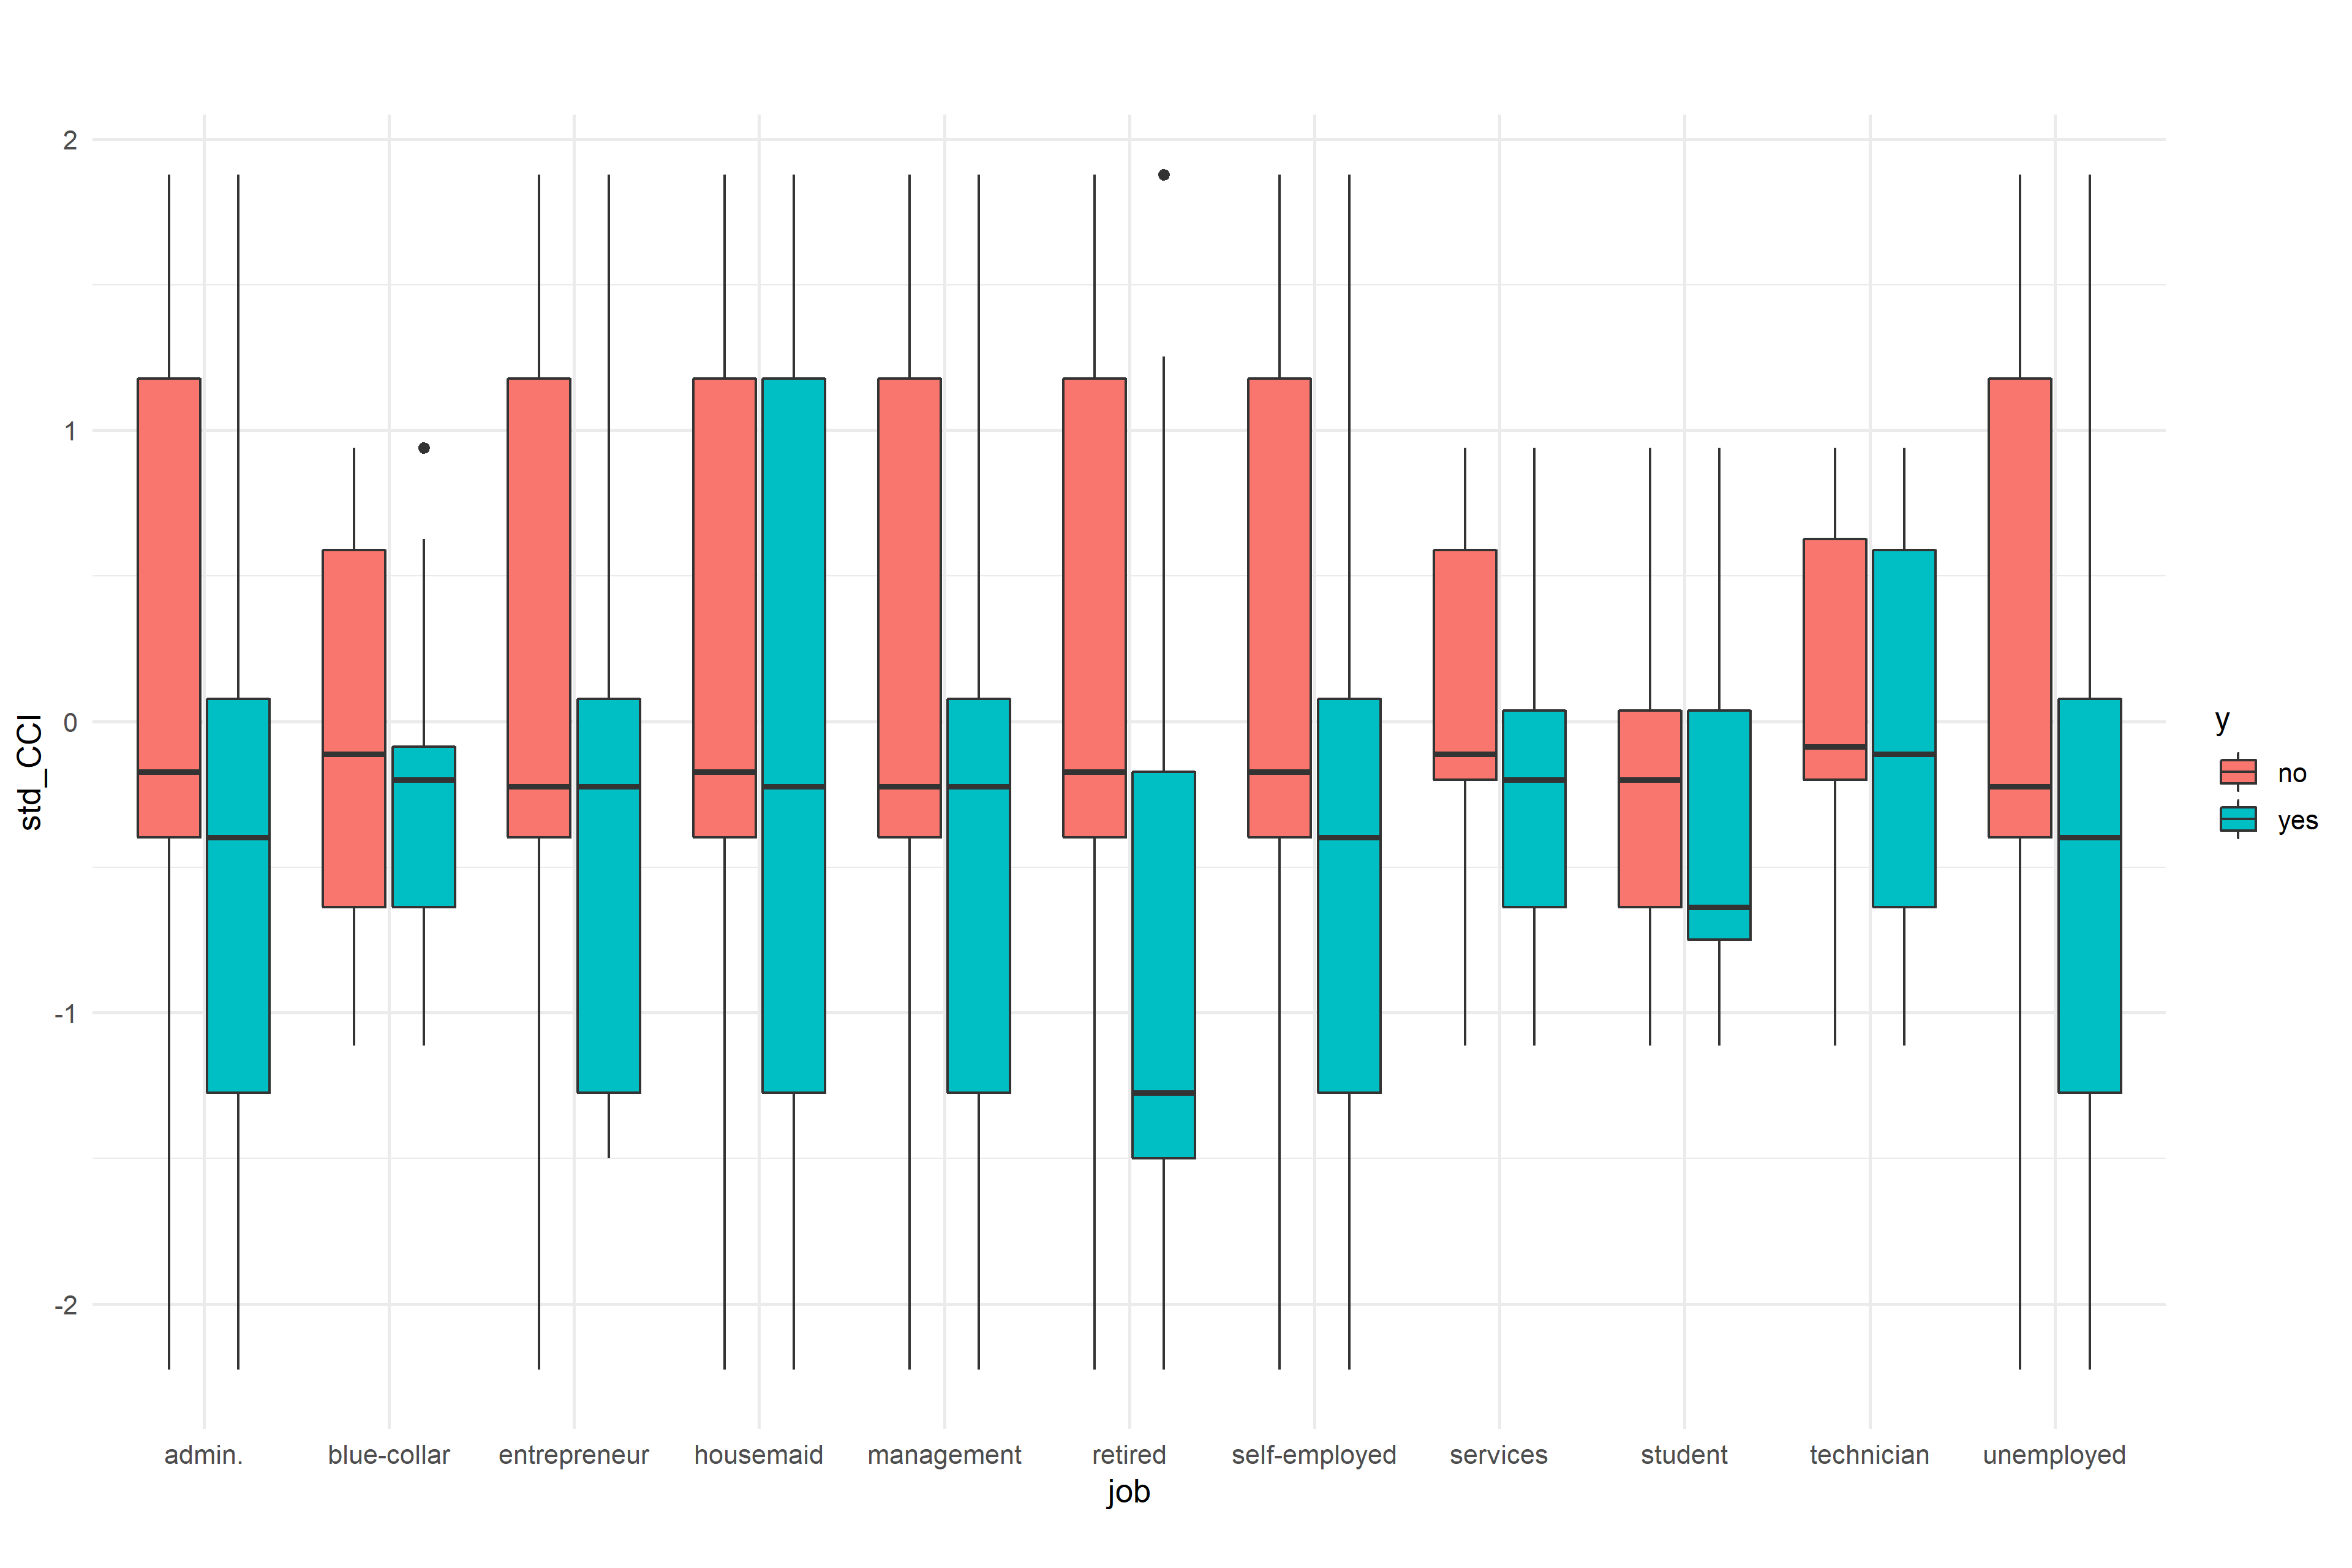 2
1
0
-1
-2
std_CCI
admin.
blue-collar
entrepreneur
housemaid
management
retired
self-employed
services
student
technician
unemployed
job
y
no
yes